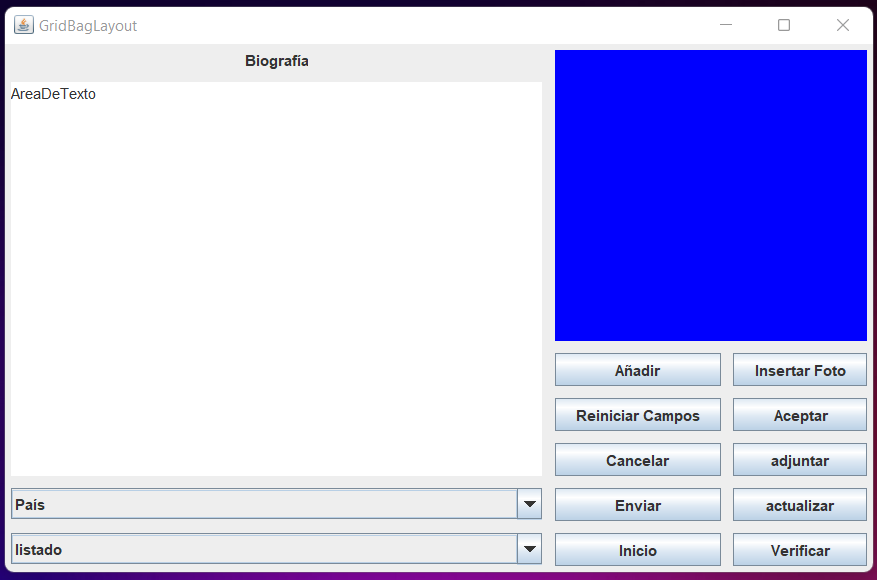 GridBagLayout
Biografía
AreaDeTexto
Añadir Insertar Foto
Reiniciar Campos Aceptar
Cancelar adjuntar
País Enviar actualizar
listado Inicio Verificar